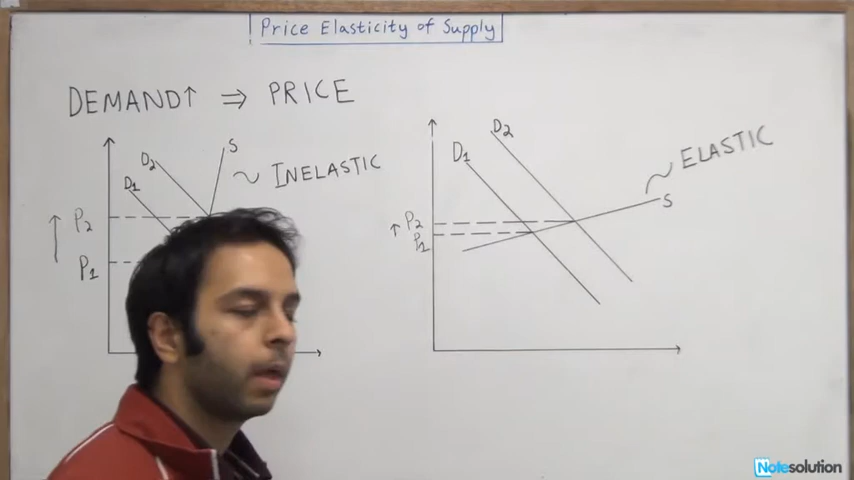 Price Elasticity of Supply
DEMAND↑ ⇒ PRICE
D2
D1
S
INELASTIC
↑ P2
P1
D1
D2
ELASTIC
S
↑ P2
P1
Notesolution